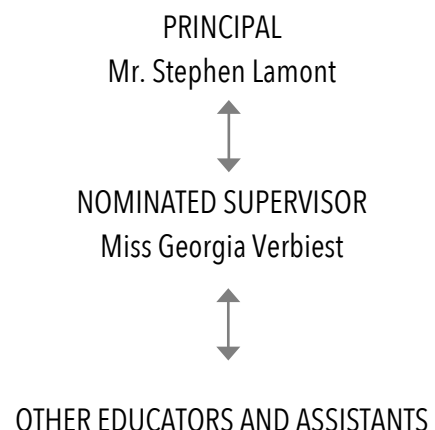 PRINCIPAL
Mr. Stephen Lamont
NOMINATED SUPERVISOR
Miss Georgia Verbiest
OTHER EDUCATORS AND ASSISTANTS